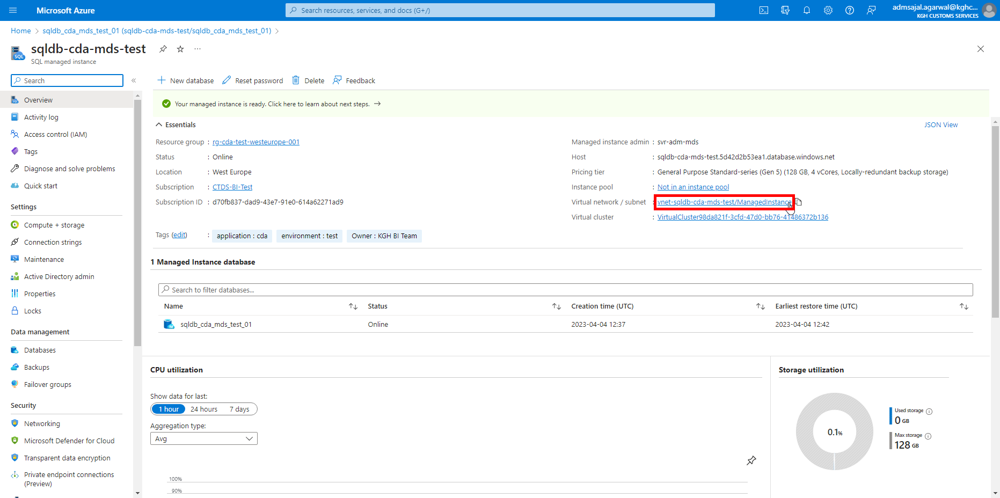 Microsoft Azure
Search resources, services, and docs (G+/)
admsajal.agarwal@kghc...
KGH CUSTOMS SERVICES
Home > sqldb_cda_mds_test_01 (sqldb-cda-mds-test/sqldb_cda_mds_test_01) >
sqldb-cda-mds-test
SQL
SQL managed instance
Search
Overview
Activity log
Access control (IAM)
Tags
Diagnose and solve problems
Quick start
Settings
Compute + storage
Connection strings
Maintenance
Active Directory admin
Properties
Locks
Data management
Databases
Backups
Failover groups
Security
Networking
Microsoft Defender for Cloud
Transparent data encryption
Private endpoint connections
(Preview)
New database Reset password Delete Feedback
Your managed instance is ready. Click here to learn about next steps. →
Essentials
JSON View
Resource group : rg-cda-test-westeurope-001
Status : Online
Location : West Europe
Subscription : CTDS-BI-Test
Subscription ID : d70fb837-dad9-43e7-91e0-614a62271ad9
Managed instance admin : svr-adm-mds
Host : sqldb-cda-mds-test.5d42d2b53ea1.database.windows.net
Pricing tier : General Purpose Standard-series (Gen 5) (128 GB, 4 vCores, Locally-redundant backup storage)
Instance pool : Not in an instance pool
Virtual network / subnet : vnet-sqldb-cda-mds-test/ManagedInstance
Virtual cluster : VirtualCluster98da821f-3cfd-47d0-bb76-41486372b136
Tags (edit) : application : cda environment : test Owner : KGH BI Team
1 Managed Instance database
Search to filter databases...
Name Status Creation time (UTC) Earliest restore time (UTC)
sqldb_cda_mds_test_01 Online 2023-04-04 12:37 2023-04-04 12:42
CPU utilization
Show data for last:
1 hour 24 hours 7 days
Aggregation type:
Avg
100%
90%
Storage utilization
0.1%
Used storage
0 GB
Max storage
128 GB